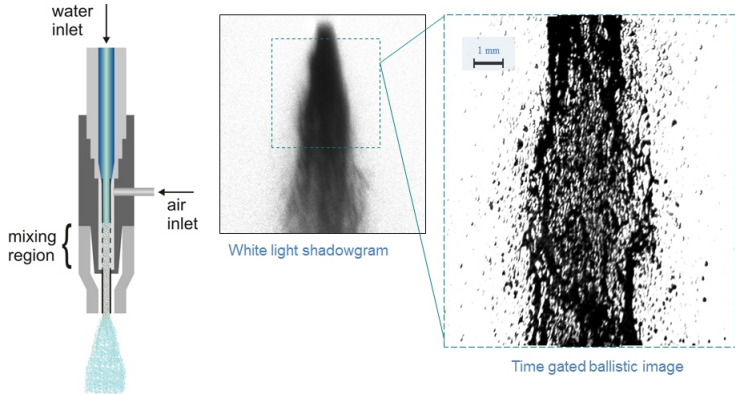 water
inlet
air
inlet
mixing
region
White light shadowgram
1 mm
Time gated ballistic image